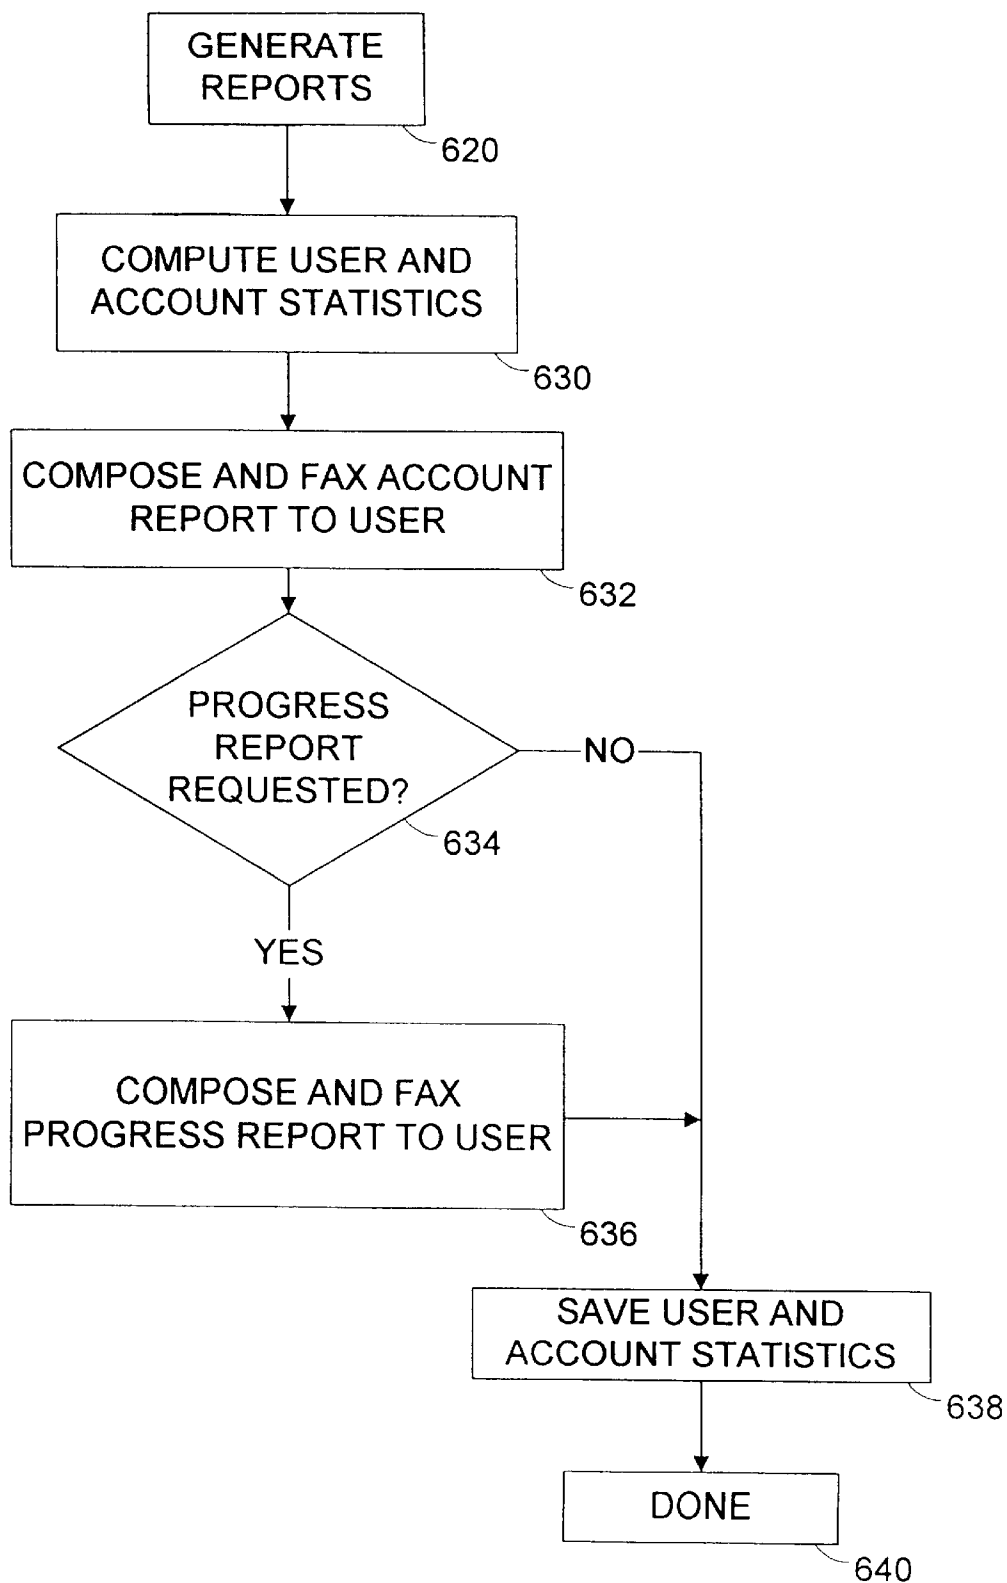 GENERATE
REPORTS
620
COMPUTE USER AND
ACCOUNT STATISTICS
630
COMPOSE AND FAX ACCOUNT
REPORT TO USER
632
PROGRESS
REPORT
REQUESTED?
NO
634
YES
COMPOSE AND FAX
PROGRESS REPORT TO USER
636
SAVE USER AND
ACCOUNT STATISTICS
638
DONE
640